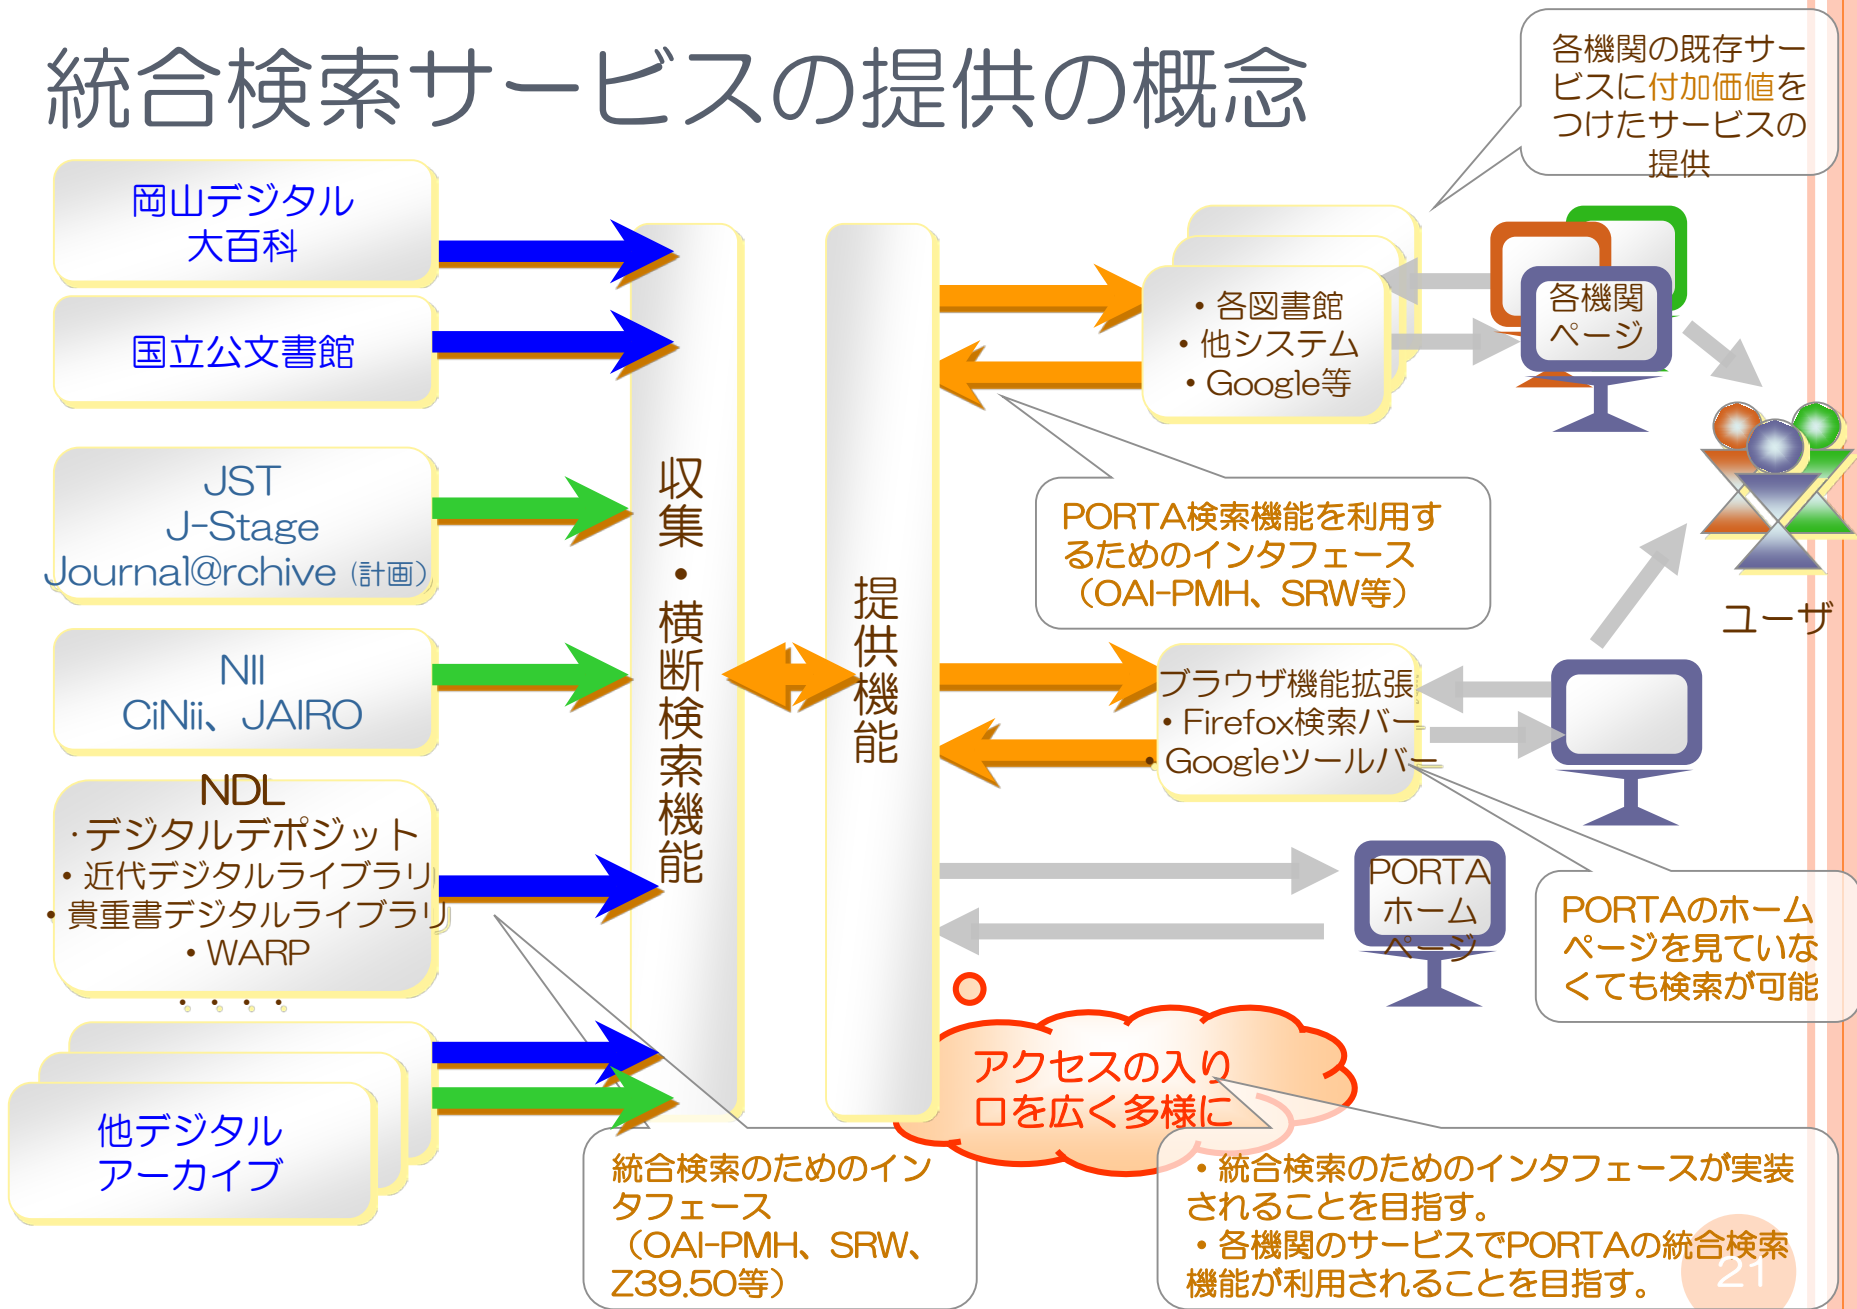 統合検索サービスの提供の概念
各機関の既存サー
ビスに付加価値を
つけたサービスの
提供
岡山デジタル
大百科
国立公文書館
JST
J-Stage
Journal@rchive (計画)
NII
CiNii、JAIRO
NDL
・デジタルデポジット
• 近代デジタルライブラリ
• 貴重書デジタルライブラリ
• WARP
・・・・
他デジタル
アーカイブ
収集・横断検索機能
提供機能
• 各図書館
• 他システム
• Google等
各機関
ページ
ユーザ
PORTA検索機能を利用す
るためのインタフェース
（OAI-PMH、SRW等）
ブラウザ機能拡張
• Firefox検索バー
• Googleツールバー
PORTA
ホーム
ページ
PORTAのホーム
ページを見ていな
くても検索が可能
アクセスの入り
口を広く多様に
統合検索のためのイン
タフェース
（OAI-PMH、SRW、
Z39.50等）
・統合検索のためのインタフェースが実装
されることを目指す。
・各機関のサービスでPORTAの統合検索
機能が利用されることを目指す。
21